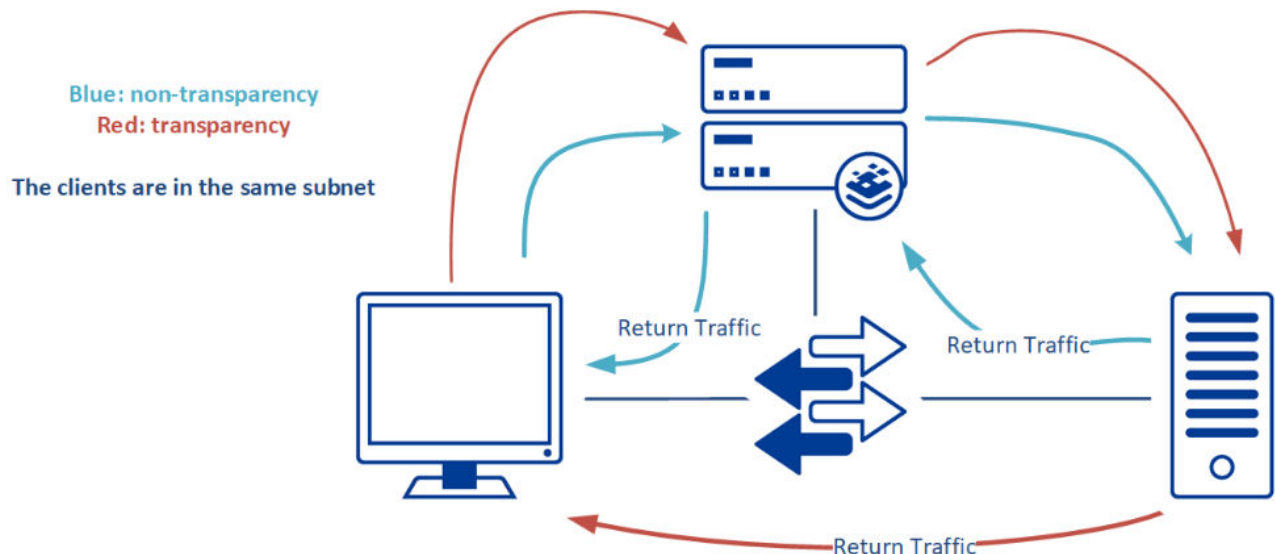 Blue: non-transparency
Red: transparency
The clients are in the same subnet
Return Traffic
Return Traffic
Return Traffic